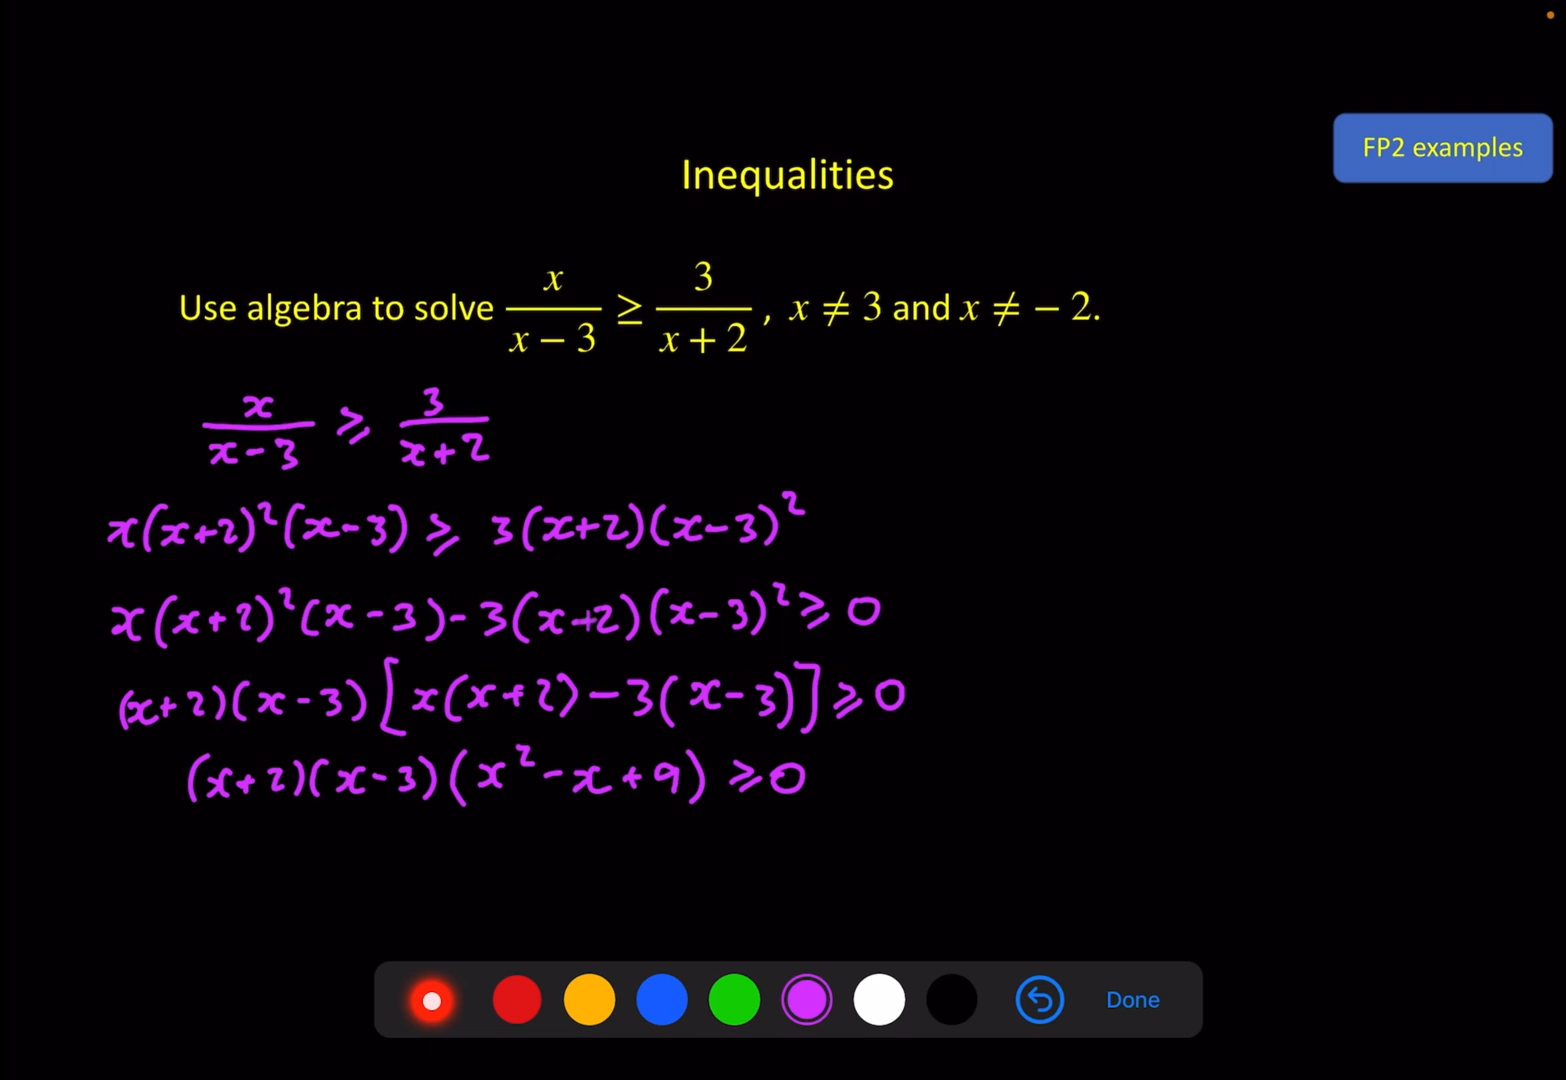 FP2 examples
Inequalities
Use algebra to solve x/(x − 3) ≥ 3/(x + 2), x ≠ 3 and x ≠ − 2.
x/(x-3) ≥ 3/(x+2)
x(x+2)²(x-3) ≥ 3(x+2)(x-3)²
x(x+2)²(x-3)-3(x+2)(x-3)² ≥ 0
(x+2)(x-3)[x(x+2)-3(x-3)] ≥ 0
(x+2)(x-3)(x²-x+9) ≥ 0
Done